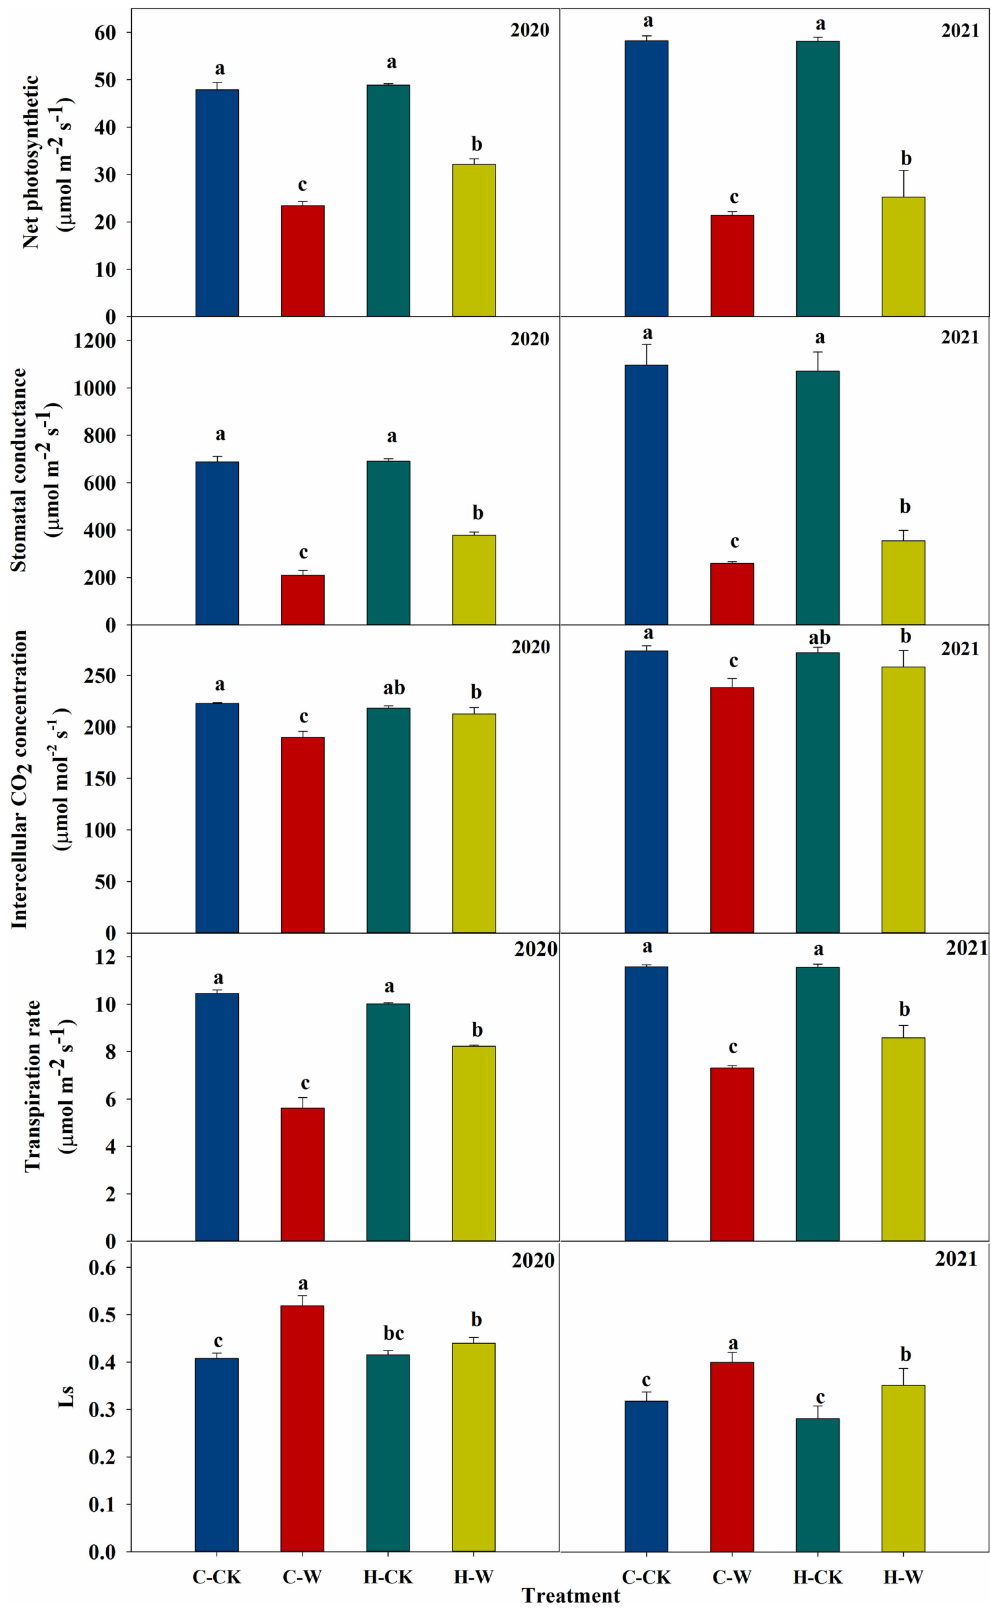 Net photosynthetic
(μmol m-2 s-1)
60
50
40
30
20
10
0
2020
a
c
a
b
2021
a
c
a
b
Stomatal conductance
(μmol m-2 s-1)
1200
1000
800
600
400
200
0
2020
a
c
a
b
2021
a
c
a
b
Intercellular CO2 concentration
(μmol mol-2 s-1)
250
200
150
100
50
0
2020
a
c
ab
b
2021
a
c
ab
b
Transpiration rate
(μmol m-2 s-1)
12
10
8
6
4
2
0
2020
a
c
a
b
2021
a
c
a
b
Ls
0.6
0.5
0.4
0.3
0.2
0.1
0.0
2020
c
a
bc
b
2021
c
a
c
b
C-CK C-W H-CK H-W C-CK C-W H-CK H-W
Treatment